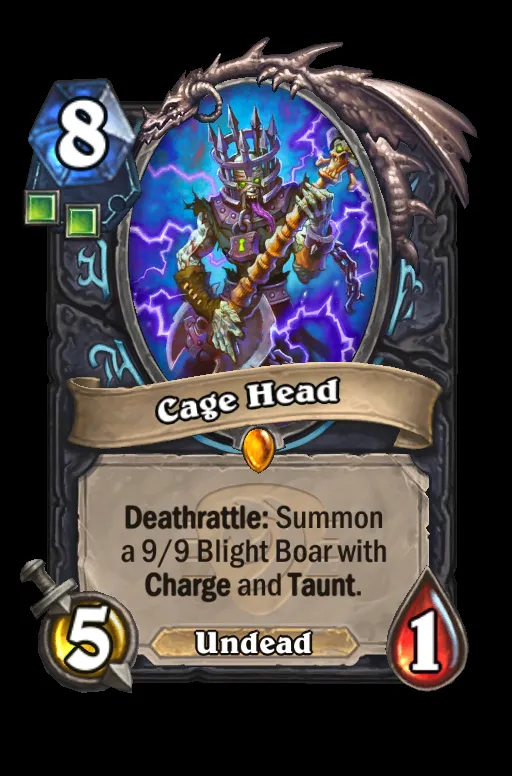 8
Cage Head
Deathrattle: Summon
a 9/9 Blight Boar with
Charge and Taunt.
5
Undead
1